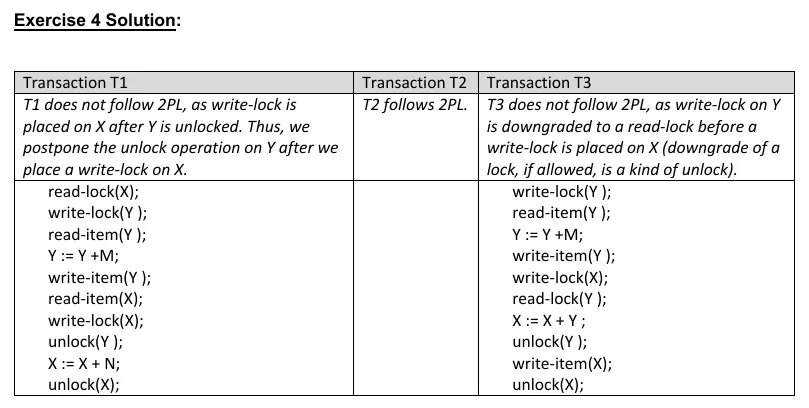 Exercise 4 Solution:
Transaction T1
Transaction T2
Transaction T3
T1 does not follow 2PL, as write-lock is
placed on X after Y is unlocked. Thus, we
postpone the unlock operation on Y after we
place a write-lock on X.
T2 follows 2PL.
T3 does not follow 2PL, as write-lock on Y
is downgraded to a read-lock before a
write-lock is placed on X (downgrade of a
lock, if allowed, is a kind of unlock).
read-lock(X);
write-lock(Y );
read-item(Y );
Y := Y +M;
write-item(Y );
read-item(X);
write-lock(X);
unlock(Y );
X := X + N;
unlock(X);
write-lock(Y );
read-item(Y );
Y := Y +M;
write-item(Y );
write-lock(X);
read-lock(Y );
X := X + Y ;
unlock(Y );
write-item(X);
unlock(X);